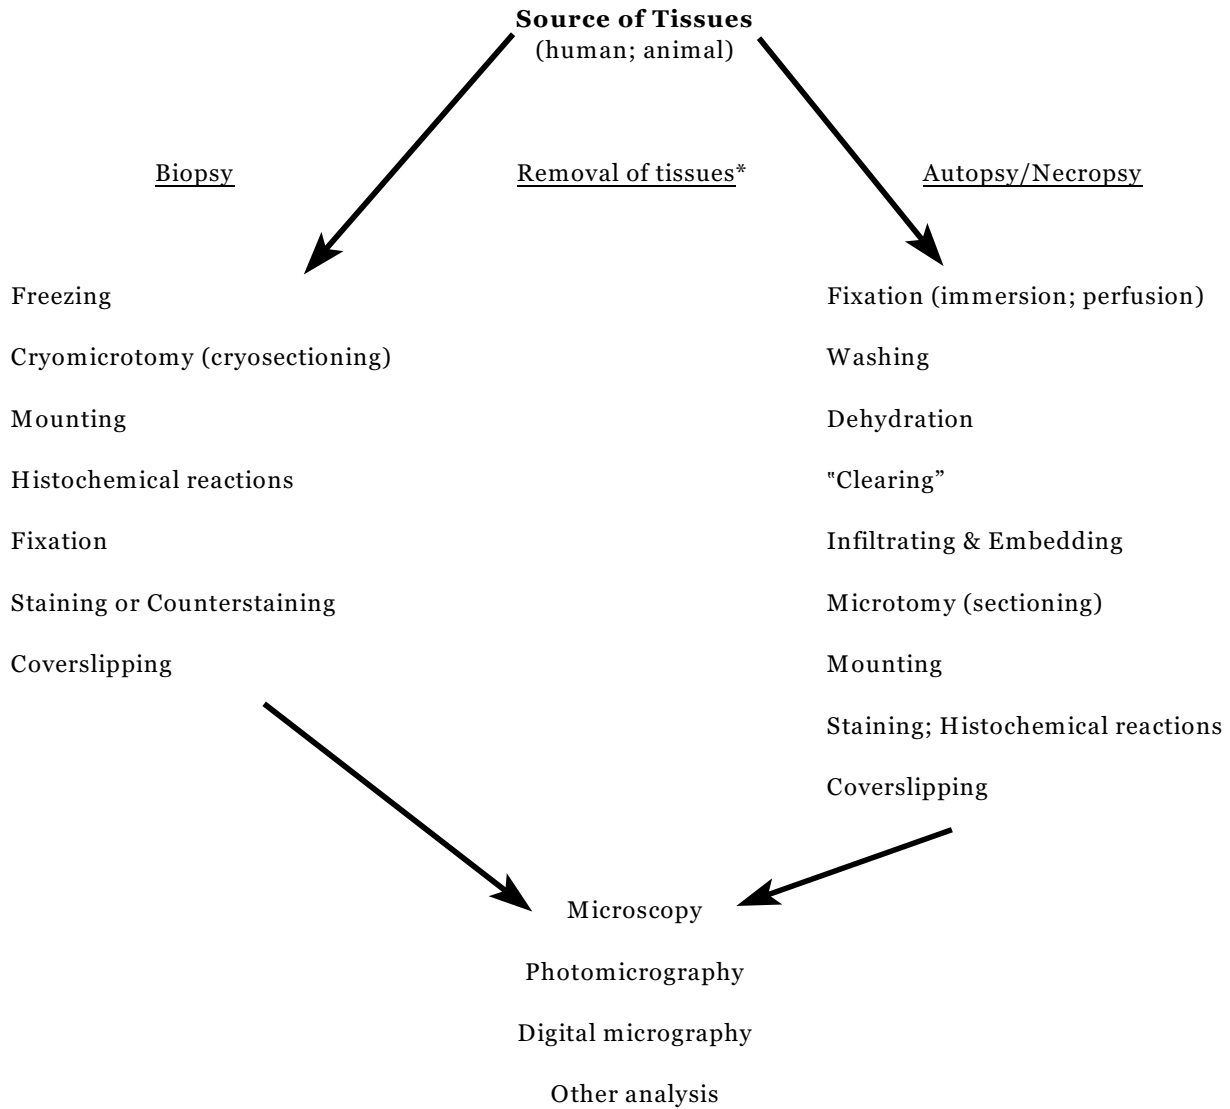 Source of Tissues
(human; animal)
Biopsy
Removal of tissues*
Autopsy/Necropsy
Freezing
Cryomicrotomy (cryosectioning)
Mounting
Histochemical reactions
Fixation
Staining or Counterstaining
Coverslipping
Fixation (immersion; perfusion)
Washing
Dehydration
‟Clearing”
Infiltrating & Embedding
Microtomy (sectioning)
Mounting
Staining; Histochemical reactions
Coverslipping
Microscopy
Photomicrography
Digital micrography
Other analysis